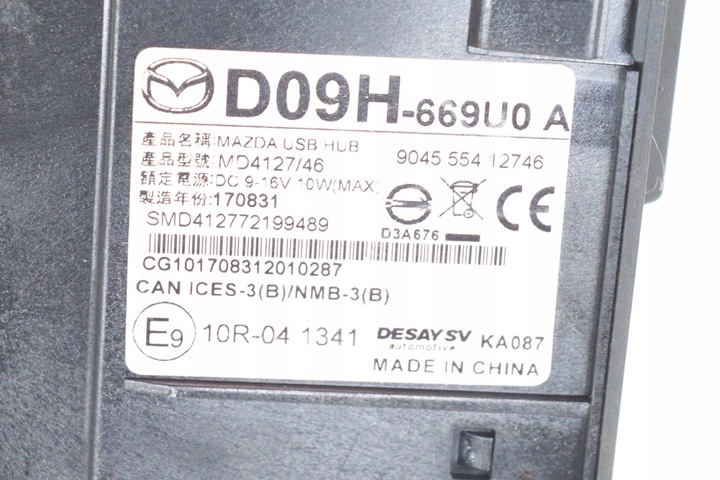 D09H-669U0 A
產品名稱:MAZDA USB HUB
產品型號:MD4127/46 9045 554 12746
額定電源:DC 9-16V 10W(MAX)
製造年份:170831
SMD412772199489
D3A676
CE
CG101708312010287
CAN ICES-3(B)/NMB-3(B)
E9 10R-04 1341 DESAY SV automotive KA087
MADE IN CHINA